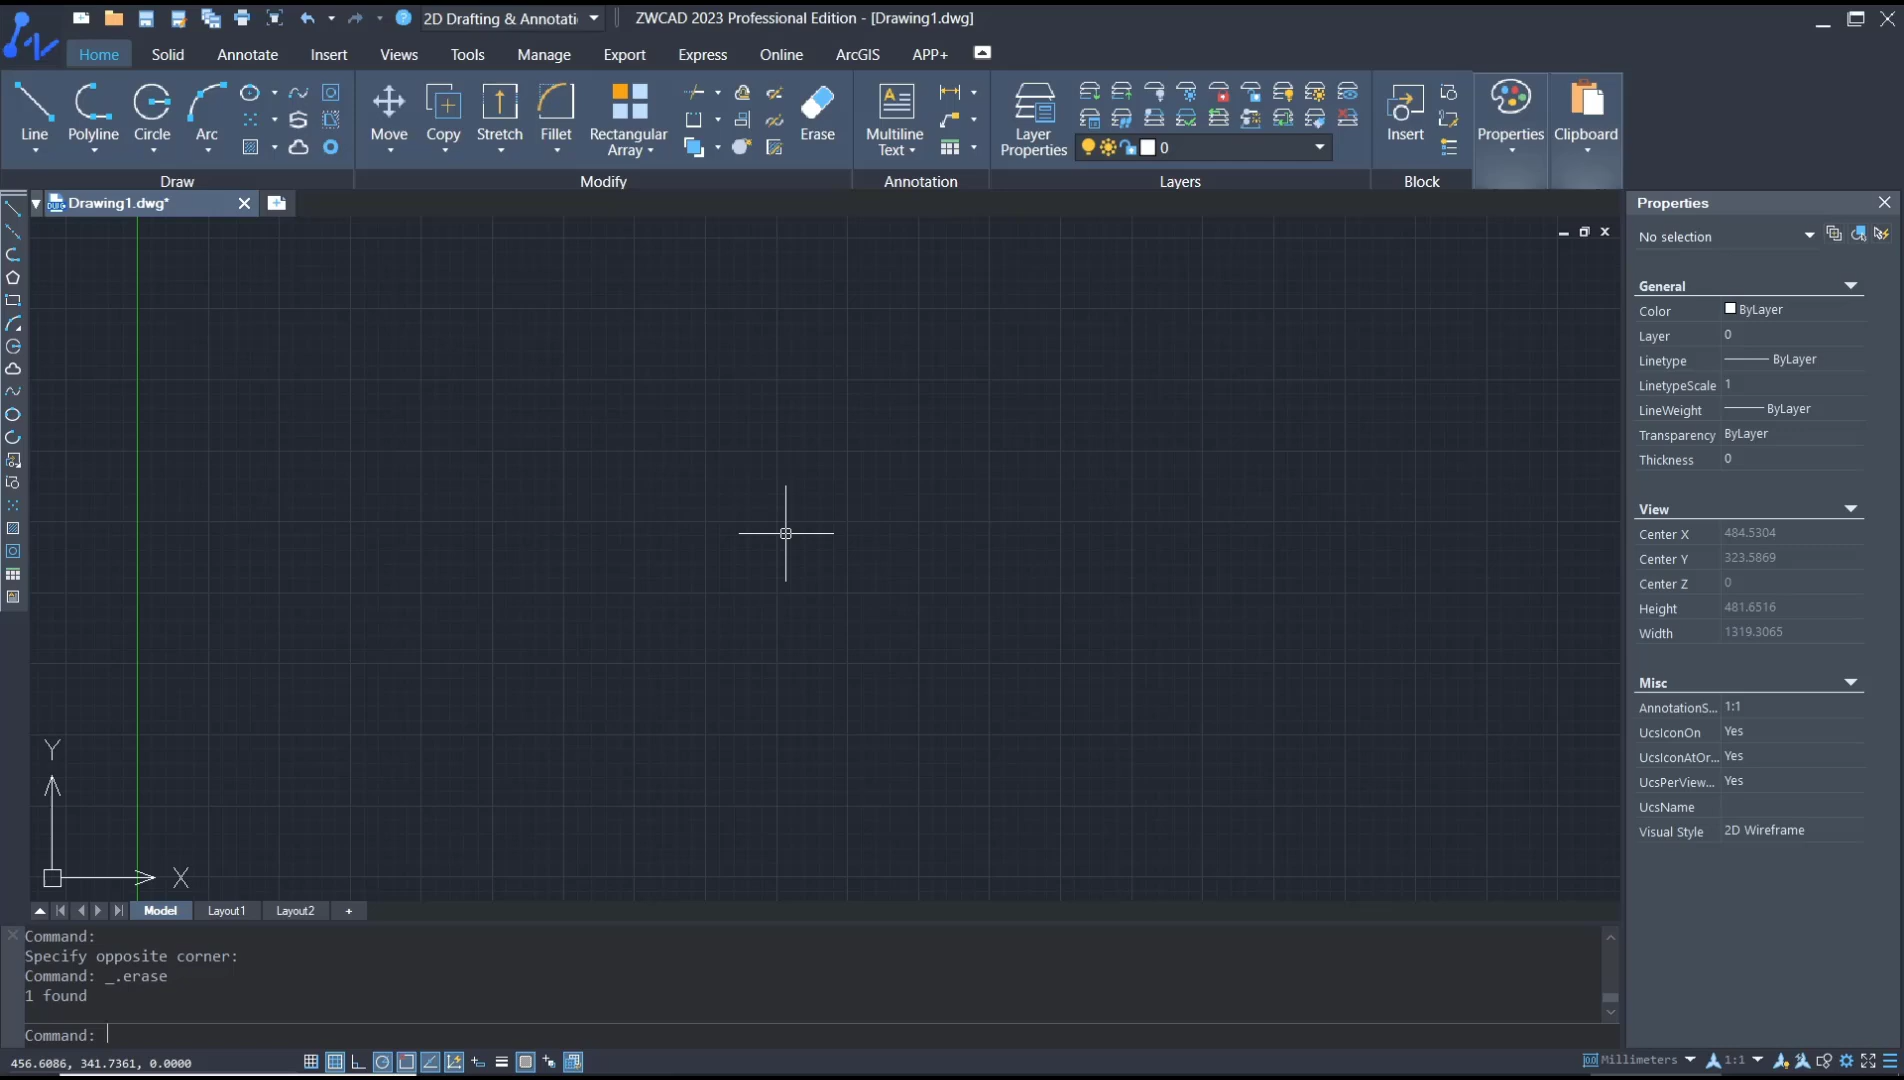 2D Drafting & Annotati
ZWCAD 2023 Professional Edition - [Drawing1.dwg]
Home
Solid
Annotate
Insert
Views
Tools
Manage
Export
Express
Online
ArcGIS
APP+
Line
Polyline
Circle
Arc
Move
Copy
Stretch
Fillet
Rectangular
Array
Erase
Multiline
Text
Layer
Properties
0
Insert
Properties
Clipboard
Draw
Modify
Annotation
Layers
Block
Drawing1.dwg*
Properties
No selection
General
Color ByLayer
Layer 0
Linetype ByLayer
LinetypeScale 1
LineWeight ByLayer
Transparency ByLayer
Thickness 0
View
Center X 484.5304
Center Y 323.5869
Center Z 0
Height 481.6516
Width 1319.3065
Misc
AnnotationS... 1:1
UcsIconOn Yes
UcsIconAtOr... Yes
UcsPerView... Yes
UcsName
Visual Style 2D Wireframe
Y
X
Model
Layout1
Layout2
+
Command:
Specify opposite corner:
Command: _.erase
1 found
Command:
456.6086, 341.7361, 0.0000
Millimeters
1:1